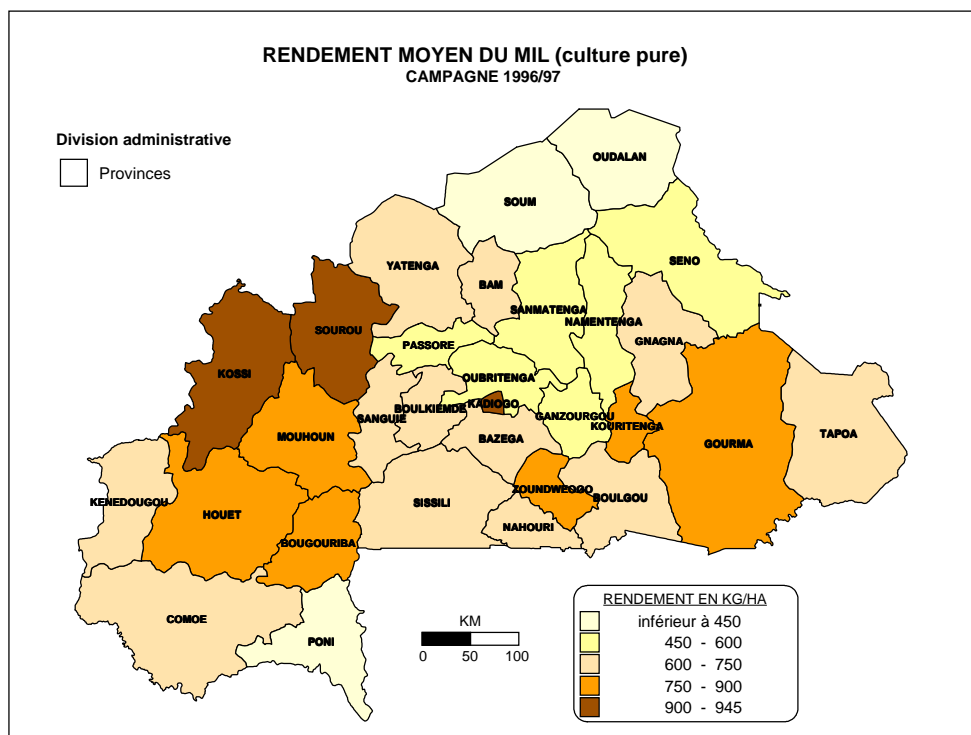 RENDEMENT MOYEN DU MIL (culture pure)
CAMPAGNE 1996/97
Division administrative
Provinces
OUDALAN
SOUM
SENO
YATENGA
BAM
SANMATENGA
NAMENTENGA
SOUROU
PASSORE
GNAGNA
KOSSI
OUBRITENGA
KADIOGO
BOULKIEMDE
SANGUIE
GANZOURGOU
KOURITENGA
MOUHOUN
BAZEGA
GOURMA
TAPOA
KENEDOUGOU
HOUET
SISSILI
ZOUNDWEOGO
BOULGOU
BOUGOURIBA
NAHOURI
COMOE
PONI
KM
0 50 100
RENDEMENT EN KG/HA
inférieur à 450
450 - 600
600 - 750
750 - 900
900 - 945